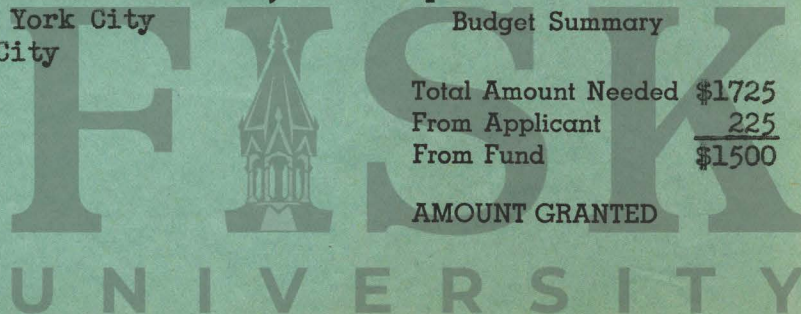 York City
City
Budget Summary
Total Amount Needed $1725
From Applicant 225
From Fund $1500
AMOUNT GRANTED
FISK
UNIVERSITY